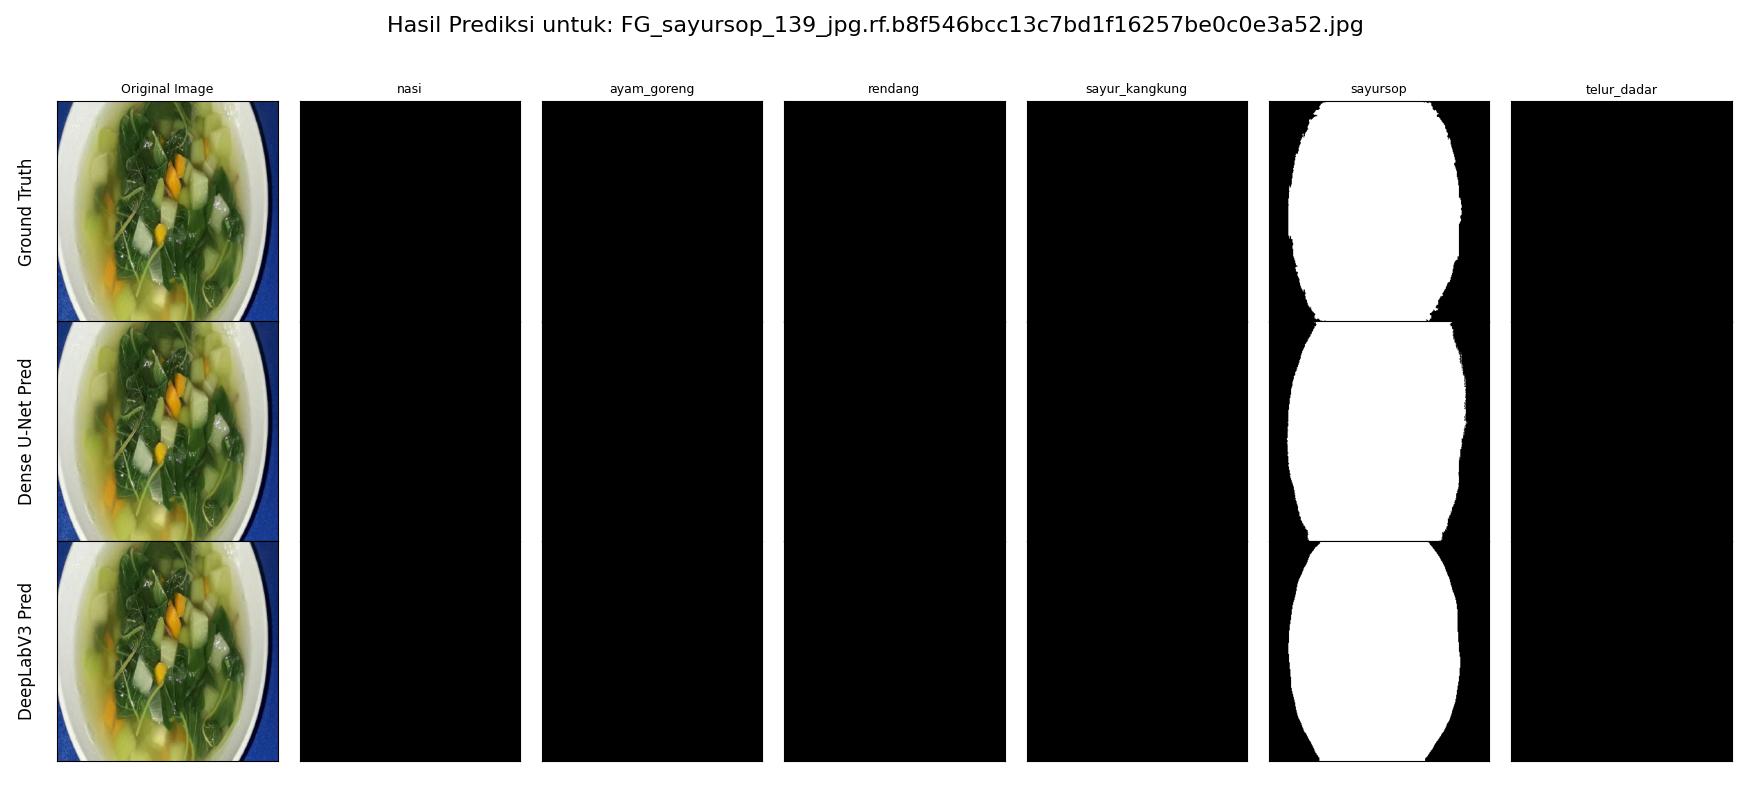 Hasil Prediksi untuk: FG_sayursop_139_jpg.rf.b8f546bcc13c7bd1f16257be0c0e3a52.jpg
Original Image
nasi
ayam_goreng
rendang
sayur_kangkung
sayursop
telur_dadar
Ground Truth
Dense U-Net Pred
DeepLabV3 Pred